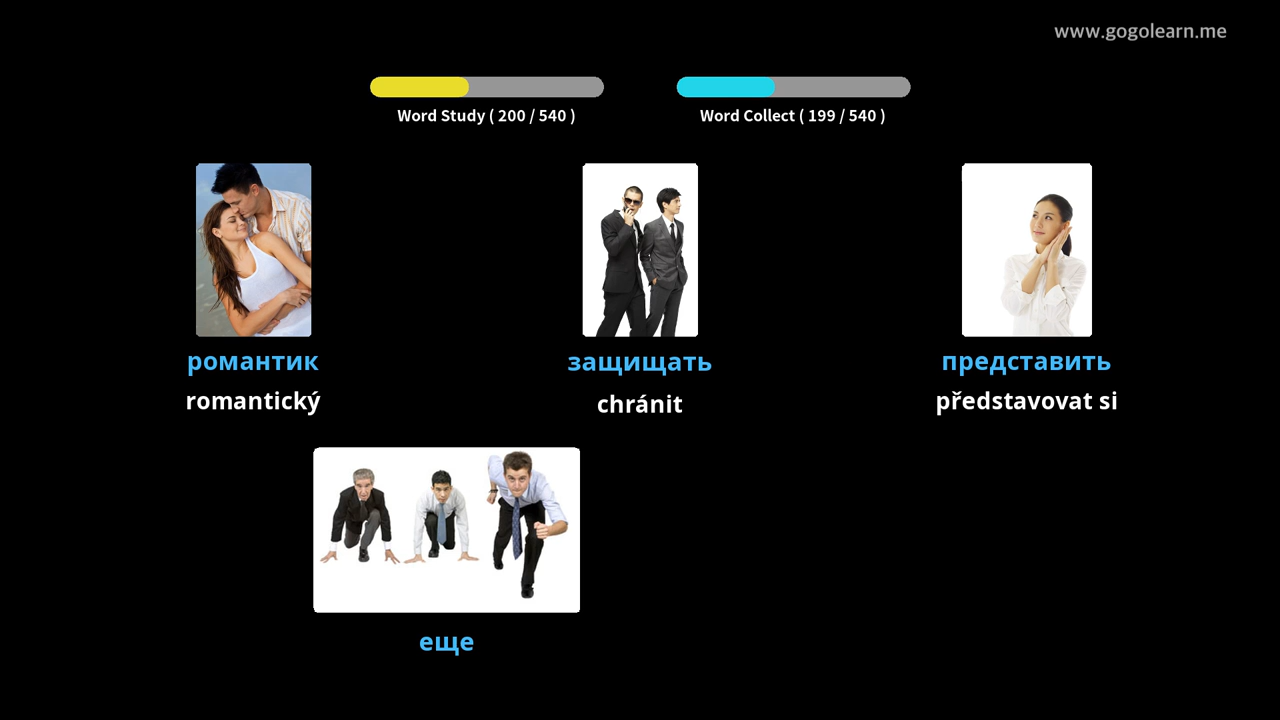 www.gogolearn.me
Word Study ( 200 / 540 )
Word Collect ( 199 / 540 )
романтик
защищать
представить
romantický
chránit
představovat si
еще